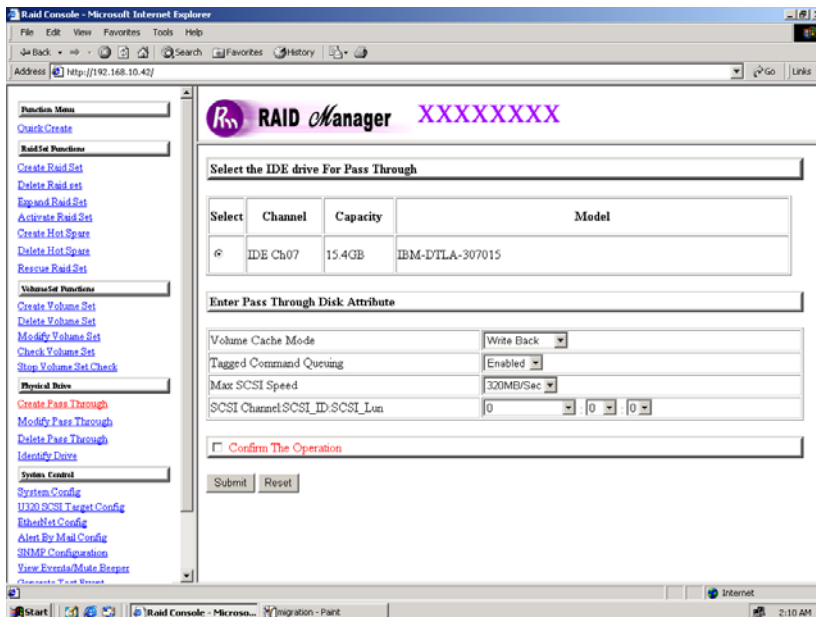 Raid Console - Microsoft Internet Explorer
File Edit View Favorites Tools Help
Back Search Favorites History
Address http://192.168.10.42/ Go Links
Function Menu
Quick Create
RaidSet Functions
Create Raid Set
Delete Raid set
Expand Raid Set
Activate Raid Set
Create Hot Spare
Delete Hot Spare
Rescue Raid Set
VolumeSet Functions
Create Volume Set
Delete Volume Set
Modify Volume Set
Check Volume Set
Stop Volume Set Check
Physical Drive
Create Pass Through
Modify Pass Through
Delete Pass Through
Identify Drive
System Control
System Config
U320 SCSI Target Config
EtherNet Config
Alert By Mail Config
SNMP Configuration
View Events/Mute Beeper
Generate Test Event
Rm RAID Manager XXXXXXXX
Select the IDE drive For Pass Through
Select Channel Capacity Model
IDE Ch07 15.4GB IBM-DTLA-307015
Enter Pass Through Disk Attribute
Volume Cache Mode Write Back
Tagged Command Queuing Enabled
Max SCSI Speed 320MB/Sec
SCSI Channel:SCSI_ID:SCSI_Lun 0 : 0 : 0
Confirm The Operation
Submit Reset
Internet
Start Raid Console - Microso... migration - Paint 2:10 AM